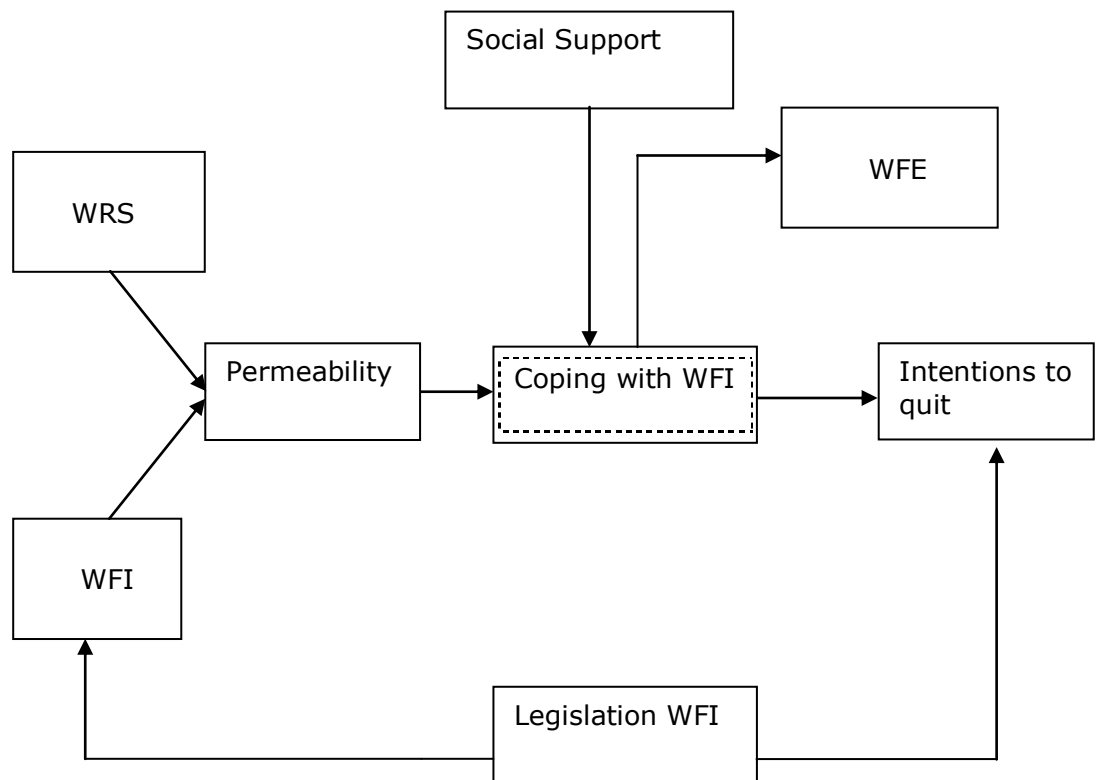 Social Support
WFE
WRS
Permeability
Coping with WFI
Intentions to
quit
WFI
Legislation WFI